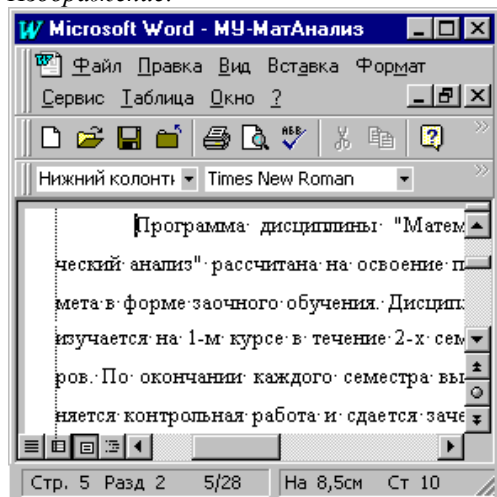 Изображение.
Microsoft Word - МУ-МатАнализ
Файл Правка Вид Вставка Формат
Сервис Таблица Окно ?
Нижний колонти Times New Roman
Программа дисциплины "Матем
ческий анализ" рассчитана на освоение п
мета в форме заочного обучения. Дисципл
изучается на 1-м курсе в течение 2-х сем
ров. По окончании каждого семестра вы
няется контрольная работа и сдается заче
Стр. 5 Разд 2 5/28 На 8,5см Ст 10